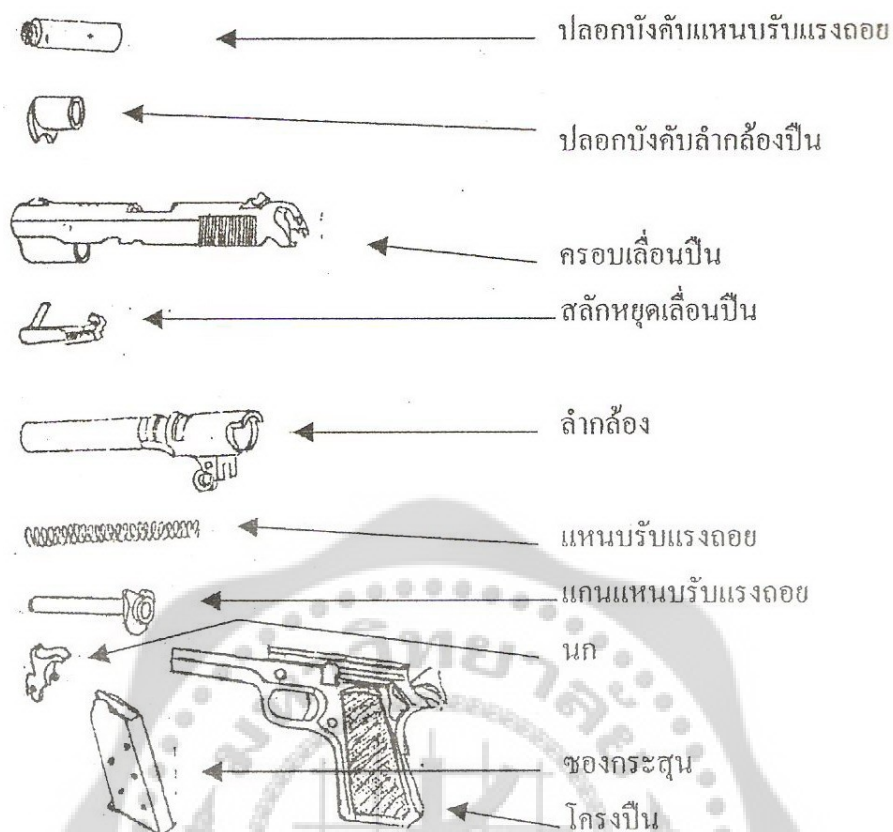 ปลอกบังคับแหนบรับแรงถอย
ปลอกบังคับลำกล้องปืน
ครอบเลื่อนปืน
สลักหยุดเลื่อนปืน
ลำกล้อง
แหนบรับแรงถอย
แกนแหนบรับแรงถอย
นก
ซองกระสุน
โครงปืน